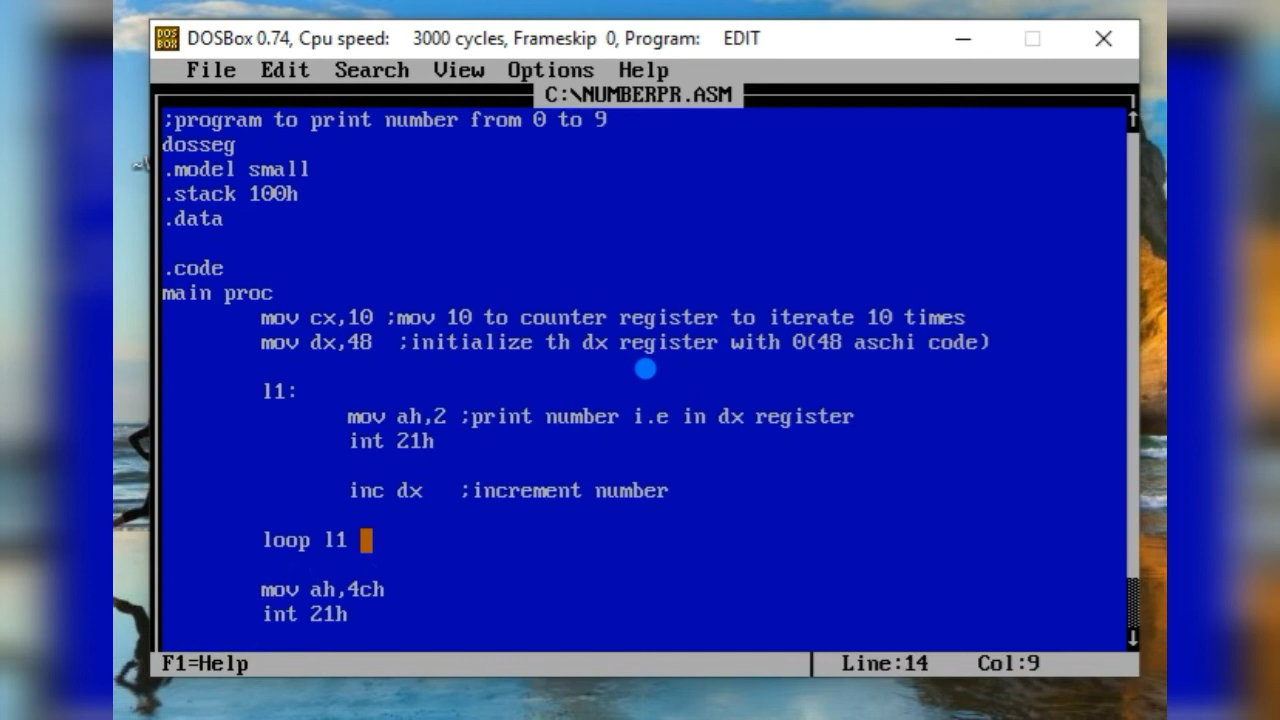 DOS
BOX
DOSBox 0.74, Cpu speed: 3000 cycles, Frameskip 0, Program: EDIT
File Edit Search View Options Help
C:\NUMBERPR.ASM
;program to print number from 0 to 9
dosseg
.model small
.stack 100h
.data
.code
main proc
mov cx,10 ;mov 10 to counter register to iterate 10 times
mov dx,48 ;initialize th dx register with 0(48 aschi code)
l1:
mov ah,2 ;print number i.e in dx register
int 21h
inc dx ;increment number
loop l1
mov ah,4ch
int 21h
F1=Help Line:14 Col:9